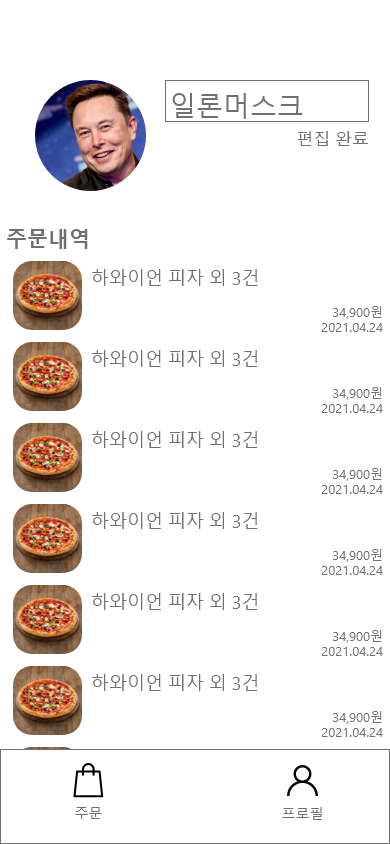 일론머스크
편집 완료
주문내역
하와이언 피자 외 3건
34,900원
2021.04.24
하와이언 피자 외 3건
34,900원
2021.04.24
하와이언 피자 외 3건
34,900원
2021.04.24
하와이언 피자 외 3건
34,900원
2021.04.24
하와이언 피자 외 3건
34,900원
2021.04.24
하와이언 피자 외 3건
34,900원
2021.04.24
주문
프로필